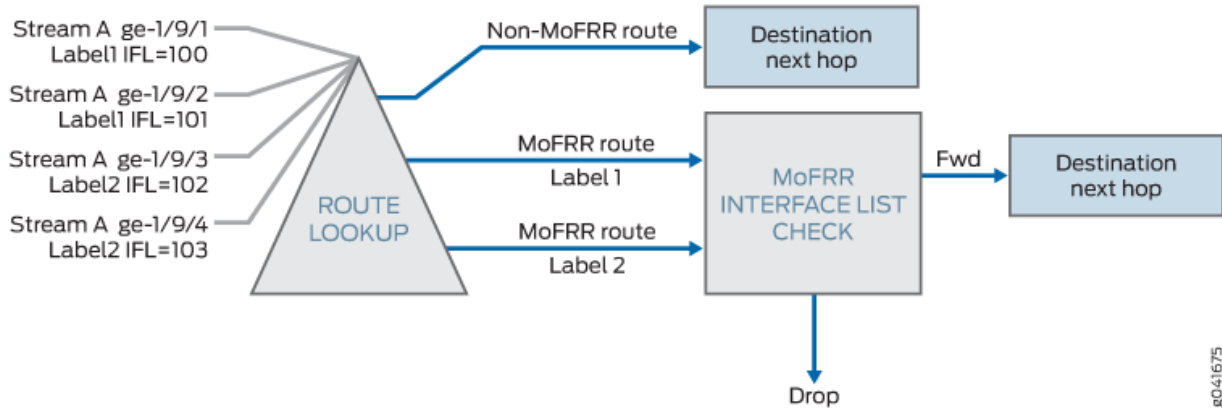 Stream A ge-1/9/1
Label1 IFL=100
Stream A ge-1/9/2
Label1 IFL=101
Stream A ge-1/9/3
Label2 IFL=102
Stream A ge-1/9/4
Label2 IFL=103
ROUTE
LOOKUP
Non-MoFRR route
Destination
next hop
MoFRR route
Label 1
MoFRR route
Label 2
MoFRR
INTERFACE LIST
CHECK
Fwd
Destination
next hop
Drop
g041675